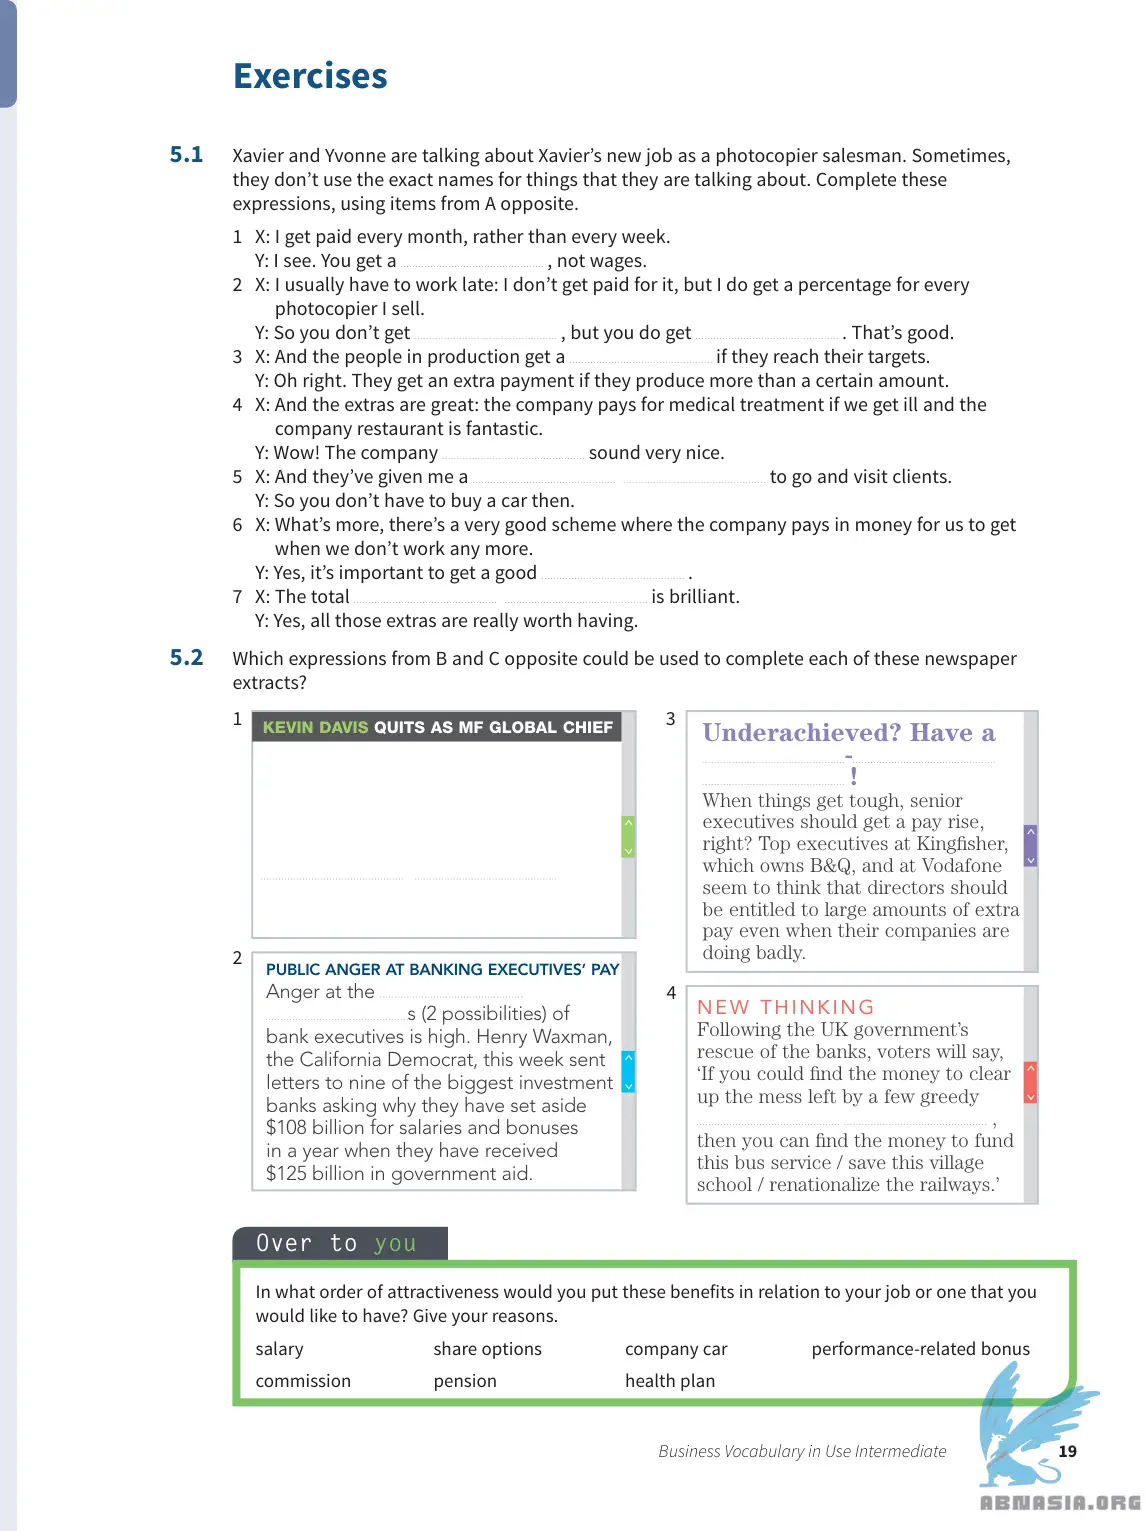 Exercises
5.1 Xavier and Yvonne are talking about Xavier’s new job as a photocopier salesman. Sometimes,
they don’t use the exact names for things that they are talking about. Complete these
expressions, using items from A opposite.
1 X: I get paid every month, rather than every week.
Y: I see. You get a , not wages.
2 X: I usually have to work late: I don’t get paid for it, but I do get a percentage for every
photocopier I sell.
Y: So you don’t get , but you do get . That’s good.
3 X: And the people in production get a if they reach their targets.
Y: Oh right. They get an extra payment if they produce more than a certain amount.
4 X: And the extras are great: the company pays for medical treatment if we get ill and the
company restaurant is fantastic.
Y: Wow! The company sound very nice.
5 X: And they’ve given me a to go and visit clients.
Y: So you don’t have to buy a car then.
6 X: What’s more, there’s a very good scheme where the company pays in money for us to get
when we don’t work any more.
Y: Yes, it’s important to get a good .
7 X: The total is brilliant.
Y: Yes, all those extras are really worth having.
5.2 Which expressions from B and C opposite could be used to complete each of these newspaper
extracts?
1
KEVIN DAVIS QUITS AS MF GLOBAL CHIEF
2
PUBLIC ANGER AT BANKING EXECUTIVES’ PAY
Anger at the
s (2 possibilities) of
bank executives is high. Henry Waxman,
the California Democrat, this week sent
letters to nine of the biggest investment
banks asking why they have set aside
$108 billion for salaries and bonuses
in a year when they have received
$125 billion in government aid.
3
Underachieved? Have a
-
!
When things get tough, senior
executives should get a pay rise,
right? Top executives at Kingfisher,
which owns B&Q, and at Vodafone
seem to think that directors should
be entitled to large amounts of extra
pay even when their companies are
doing badly.
4
NEW THINKING
Following the UK government’s
rescue of the banks, voters will say,
‘If you could find the money to clear
up the mess left by a few greedy
,
then you can find the money to fund
this bus service / save this village
school / renationalize the railways.’
Over to you
In what order of attractiveness would you put these benefits in relation to your job or one that you
would like to have? Give your reasons.
salary share options company car performance-related bonus
commission pension health plan
Business Vocabulary in Use Intermediate 19
ABNASIA.ORG